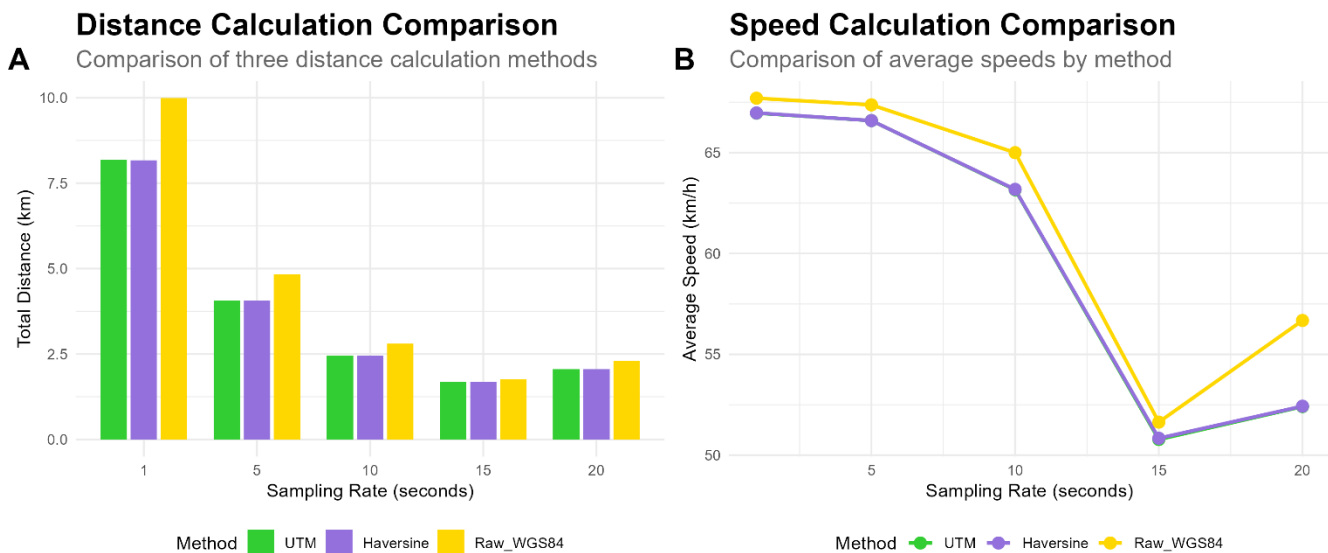 A
Distance Calculation Comparison
Comparison of three distance calculation methods
Total Distance (km)
10.0
7.5
5.0
2.5
0.0
1 5 10 15 20
Sampling Rate (seconds)
Method UTM Haversine Raw_WGS84
B
Speed Calculation Comparison
Comparison of average speeds by method
Average Speed (km/h)
65
60
55
50
5 10 15 20
Sampling Rate (seconds)
Method UTM Haversine Raw_WGS84